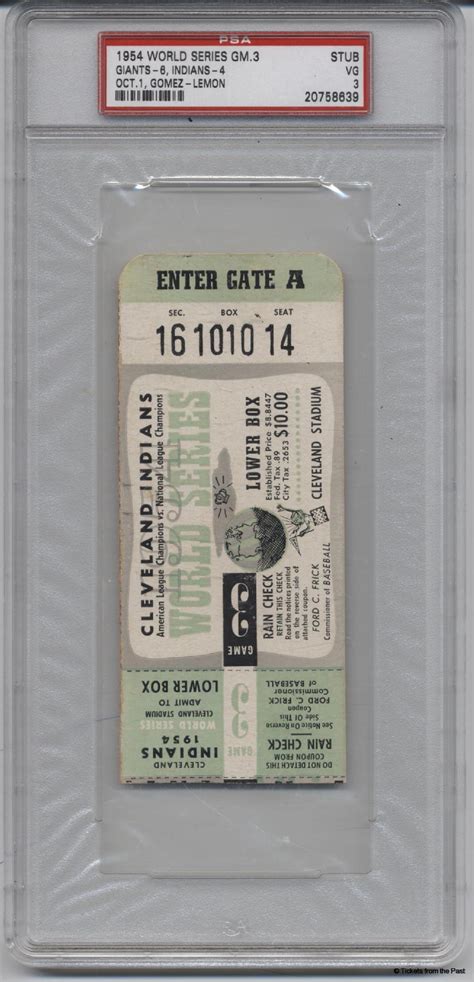 PSA
1954 WORLD SERIES GM.3 STUB
GIANTS-6, INDIANS-4 VG
OCT.1, GOMEZ-LEMON 3
20758639
ENTER GATE A
SEC. BOX SEAT
16 1010 14
CLEVELAND INDIANS
American League Champions vs. National League Champions
WORLD SERIES
LOWER BOX
Established Price $8.8447
Fed. Tax .89
City Tax .2653
$10.00
CLEVELAND STADIUM
GAME
3
RAIN CHECK
RETAIN THIS CHECK
Read the notices printed
on the reverse side of
attached coupon.
FORD C. FRICK
Commissioner of BASEBALL
CLEVELAND
INDIANS
1954
WORLD SERIES
CLEVELAND STADIUM
ADMIT TO
LOWER BOX
GAME
3
DO NOT DETACH THIS
COUPON FROM
RAIN CHECK
See Notice On Reverse
Side Of This
Coupon
FORD C. FRICK
Commissioner
of BASEBALL
© Tickets from the Past